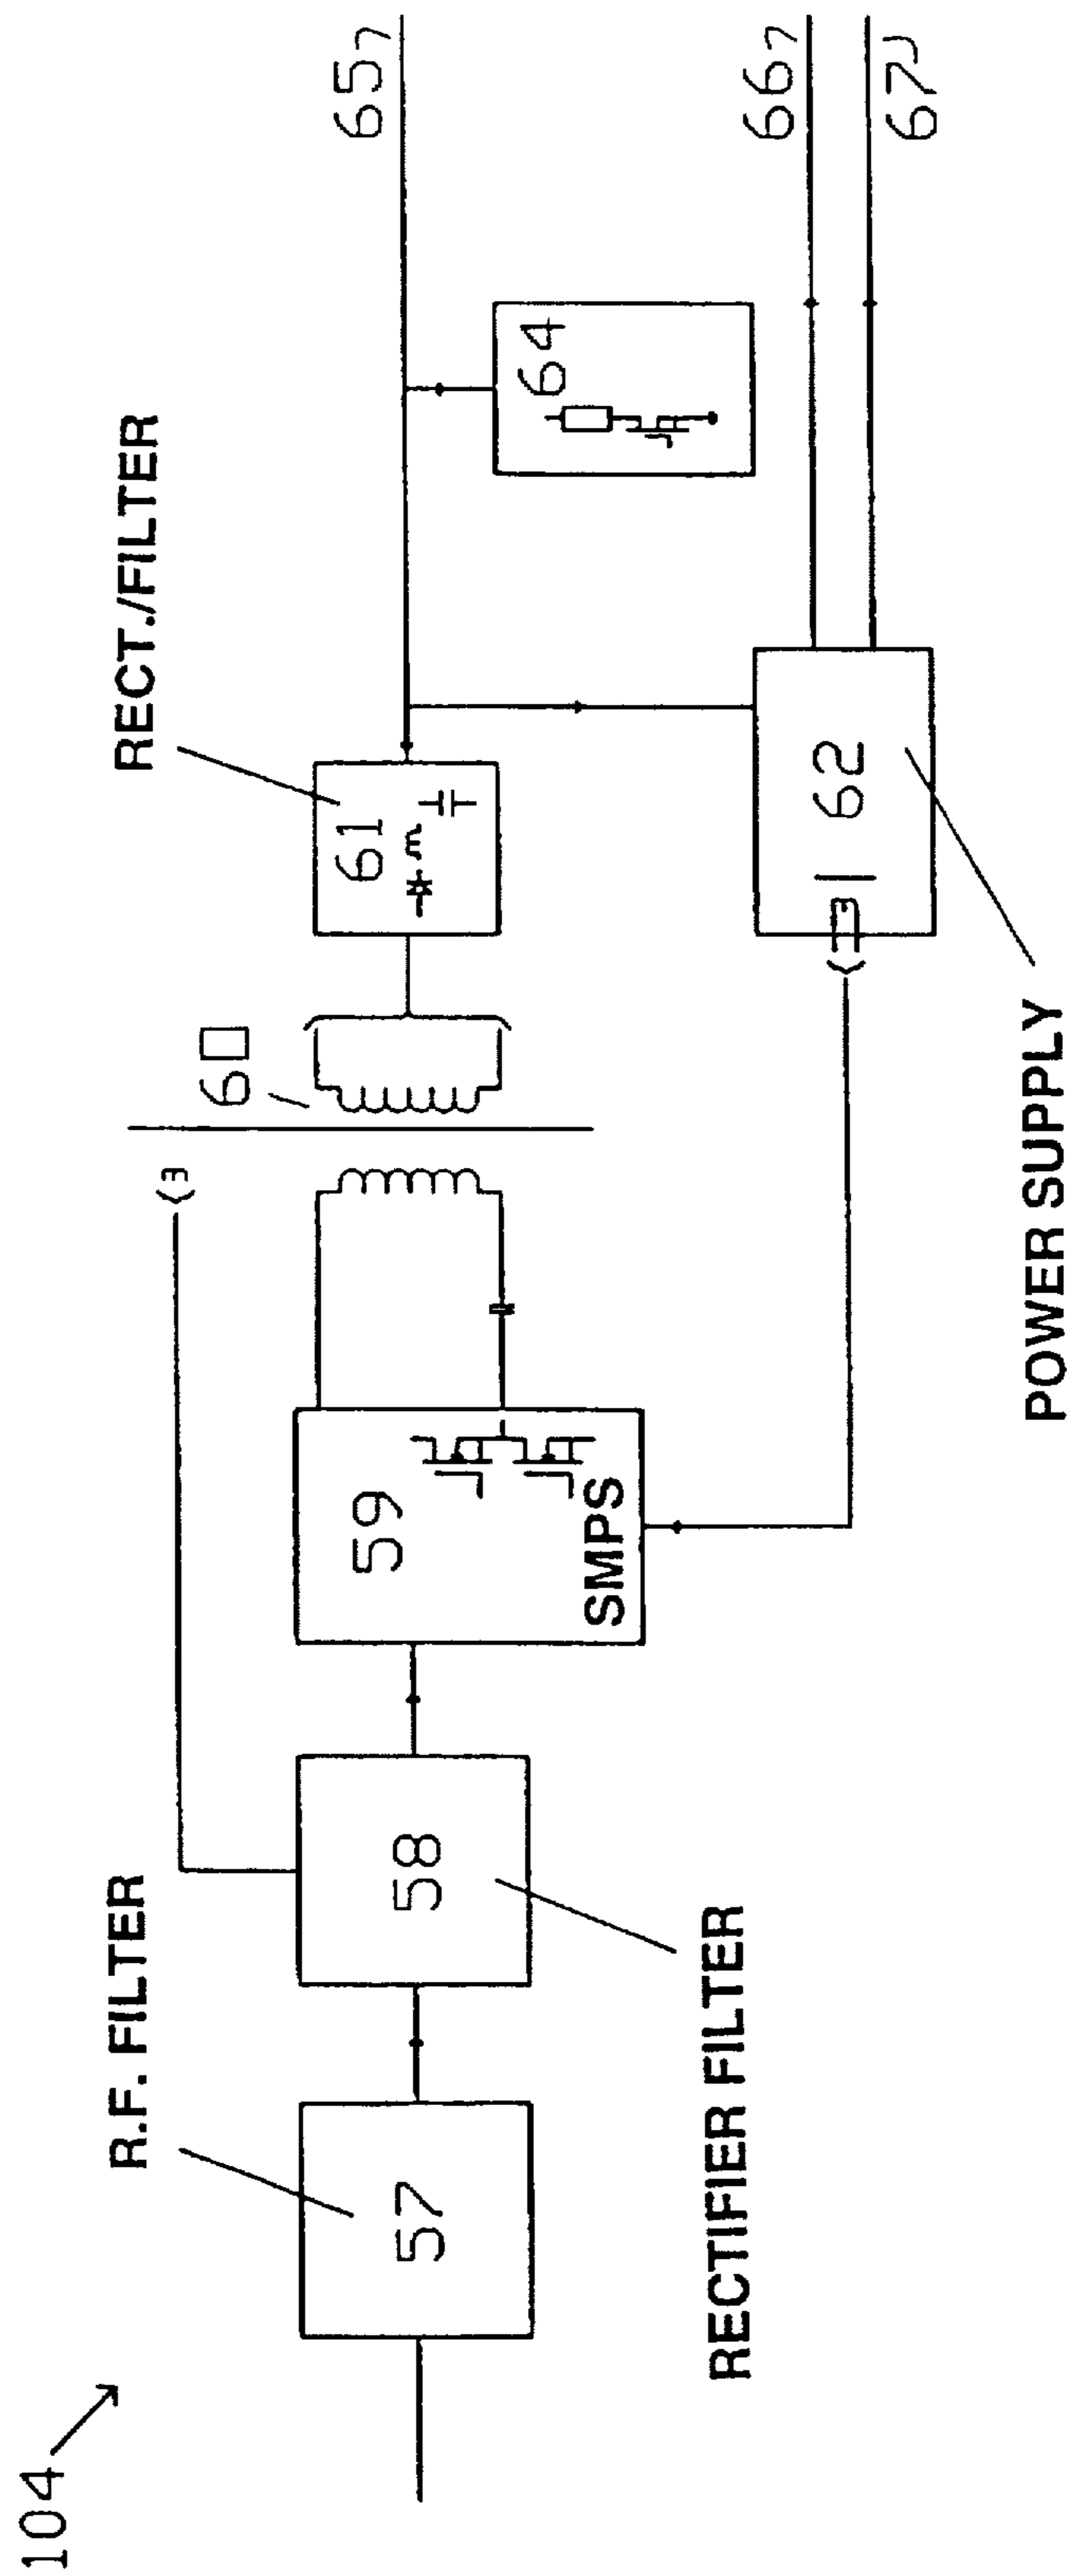 104
R.F. FILTER
57
RECTIFIER FILTER
58
59
SMPS
60
RECT./FILTER
61
POWER SUPPLY
62
64
65
66
67